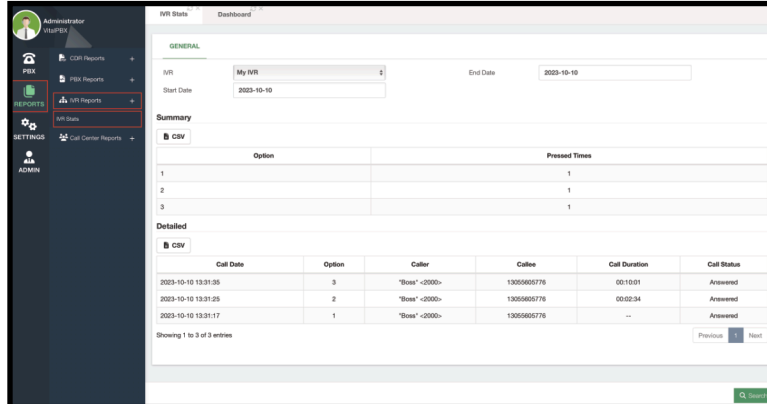 Administrator
VitalPBX
IVR Stats
Dashboard
PBX
REPORTS
SETTINGS
ADMIN
CDR Reports +
PBX Reports +
IVR Reports +
IVR Stats
Call Center Reports +
GENERAL
IVR My IVR End Date 2023-10-10
Start Date 2023-10-10
Summary
CSV
Option Pressed Times
1 1
2 1
3 1
Detailed
CSV
Call Date Option Caller Callee Call Duration Call Status
2023-10-10 13:31:35 3 "Boss" <2000> 13055605776 00:10:01 Answered
2023-10-10 13:31:25 2 "Boss" <2000> 13055605776 00:02:34 Answered
2023-10-10 13:31:17 1 "Boss" <2000> 13055605776 -- Answered
Showing 1 to 3 of 3 entries Previous 1 Next
Search